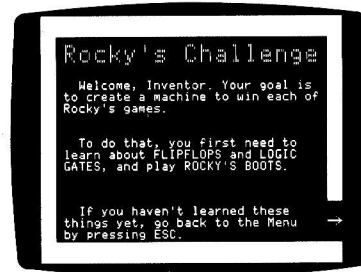 Rocky's Challenge
Welcome, Inventor. Your goal is
to create a machine to win each of
Rocky's games.
To do that, you first need to
learn about FLIPFLOPS and LOGIC
GATES, and play ROCKY'S BOOTS.
If you haven't learned these
things yet, go back to the Menu →
by pressing ESC.